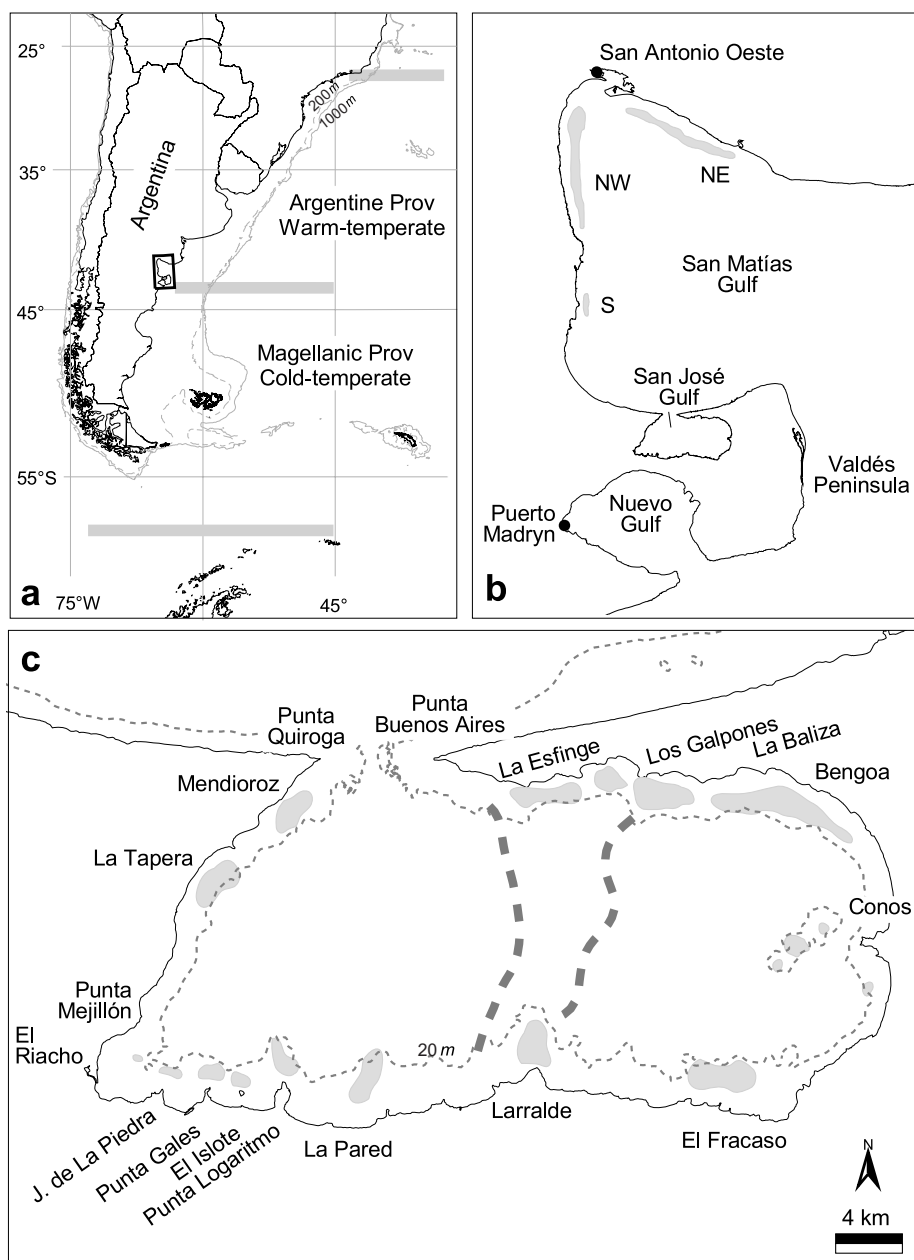 25°
200m
1000m
35°
Argentina
Argentine Prov
Warm-temperate
45°
Magellanic Prov
Cold-temperate
55°S
a
75°W
45°
San Antonio Oeste
NW
NE
San Matías
Gulf
S
San José
Gulf
Valdés
Peninsula
Nuevo
Gulf
Puerto
Madryn
b
c
Punta
Quiroga
Punta
Buenos Aires
La Esfinge
Los Galpones
La Baliza
Bengoa
Mendioroz
La Tapera
Conos
Punta
Mejillón
El
Riacho
20 m
J. de La Piedra
Punta Gales
El Islote
Punta Logaritmo
La Pared
Larralde
El Fracaso
N
4 km